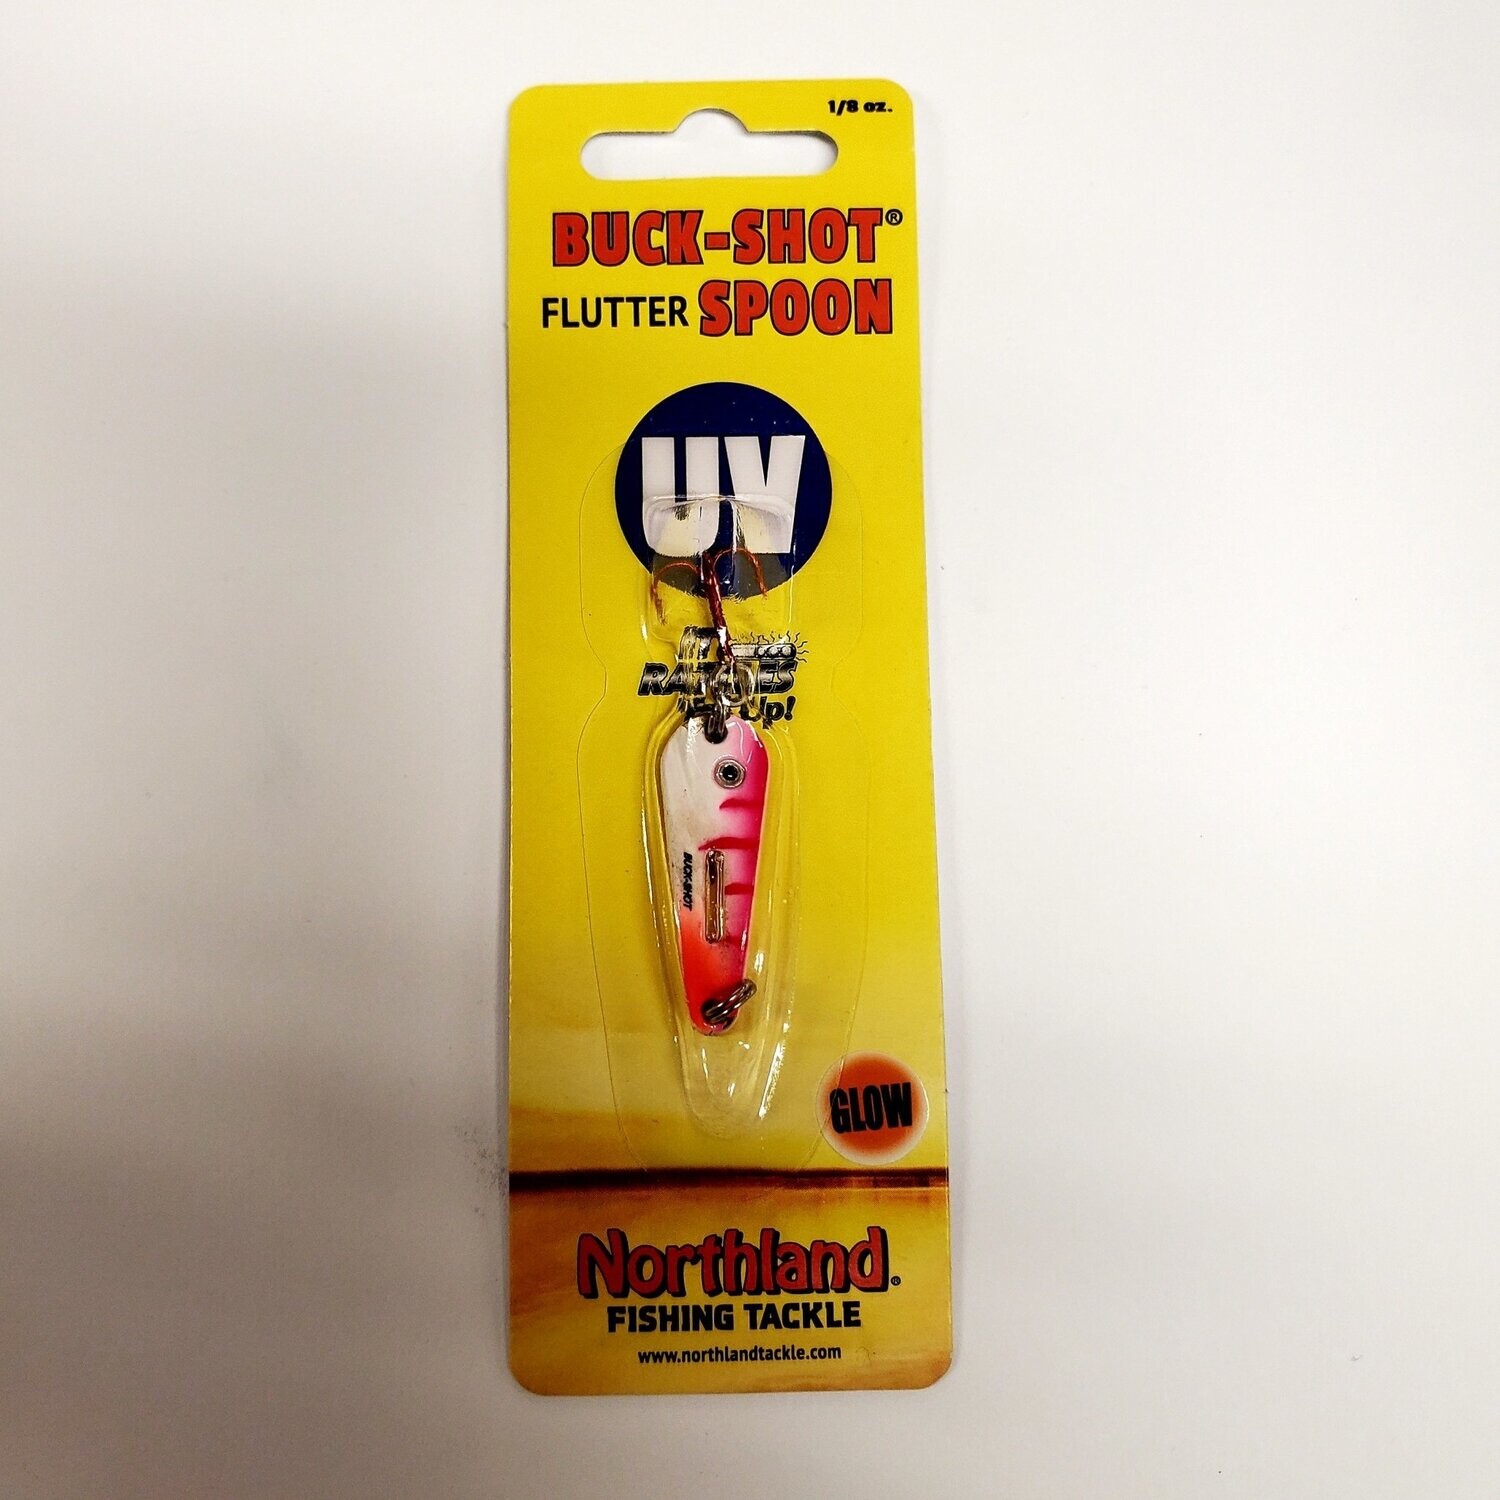 1/8 oz.
BUCK-SHOT®
FLUTTER SPOON
UV
Up!
BUCK-SHOT
GLOW
Northland®
FISHING TACKLE
www.northlandtackle.com